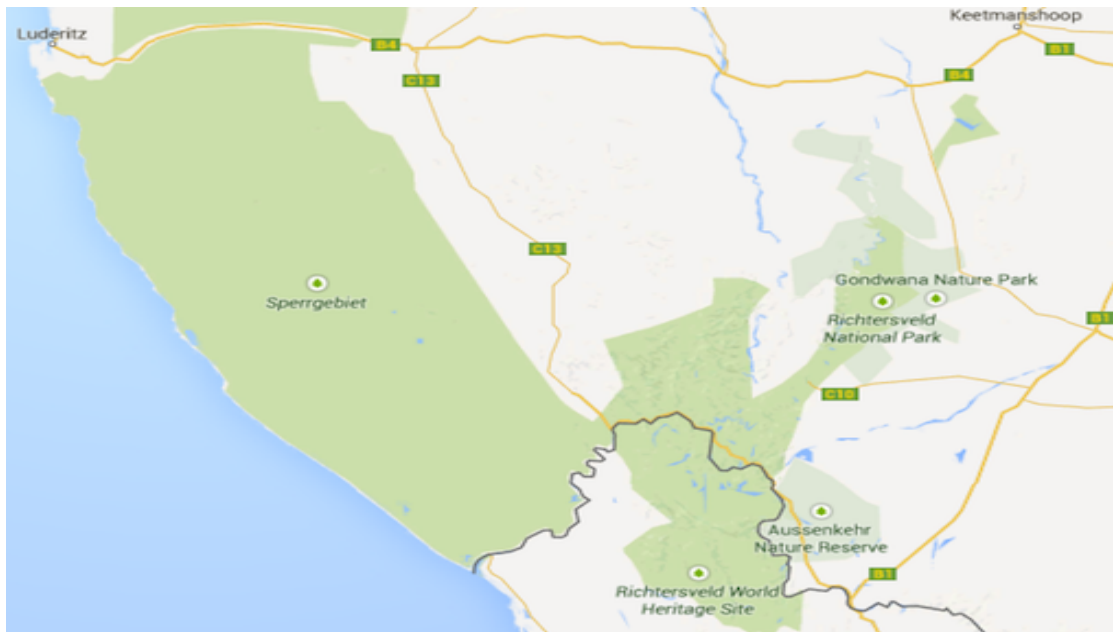 Keetmanshoop
Luderitz
B4
B1
B4
C13
C13
Gondwana Nature Park
Sperrgebiet
Richtersveld
National Park
B1
C10
Aussenkehr
Nature Reserve
B1
Richtersveld World
Heritage Site